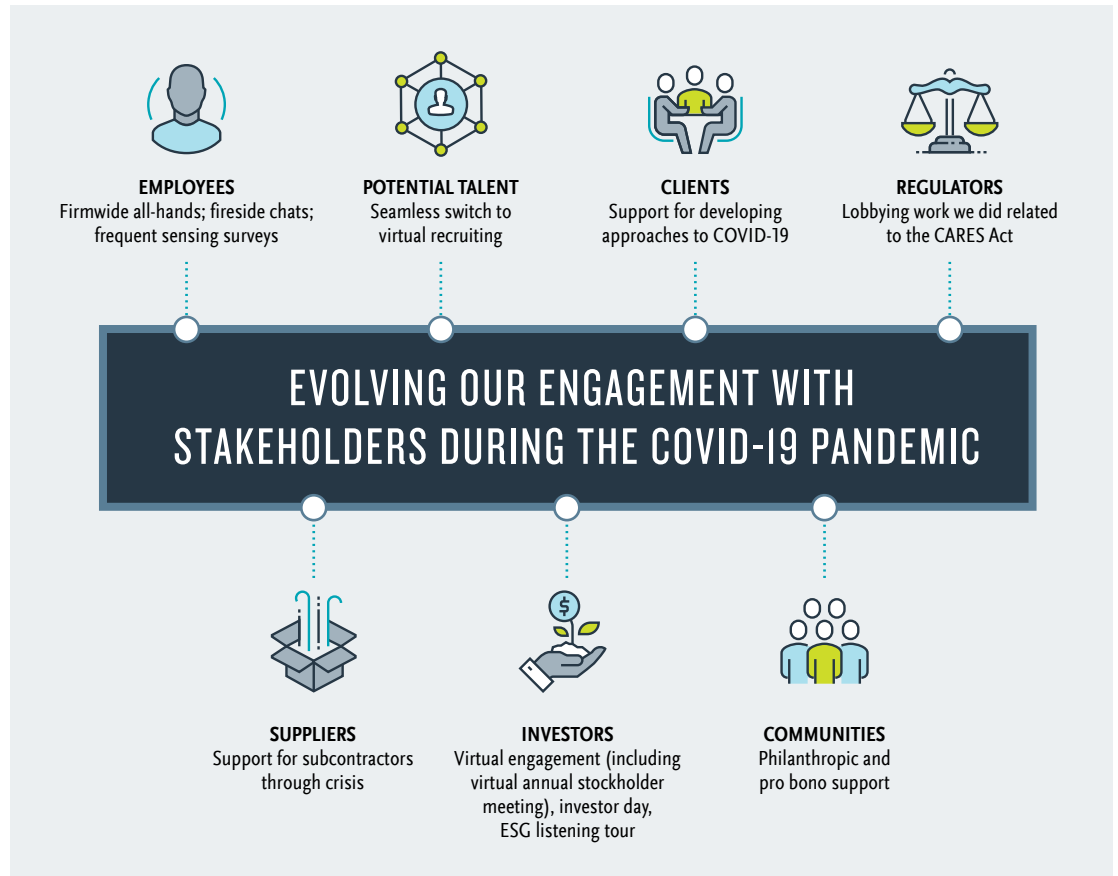 EMPLOYEES
Firmwide all-hands; fireside chats;
frequent sensing surveys
POTENTIAL TALENT
Seamless switch to
virtual recruiting
CLIENTS
Support for developing
approaches to COVID-19
REGULATORS
Lobbying work we did related
to the CARES Act
EVOLVING OUR ENGAGEMENT WITH
STAKEHOLDERS DURING THE COVID-19 PANDEMIC
$
SUPPLIERS
Support for subcontractors
through crisis
INVESTORS
Virtual engagement (including
virtual annual stockholder
meeting), investor day,
ESG listening tour
COMMUNITIES
Philanthropic and
pro bono support